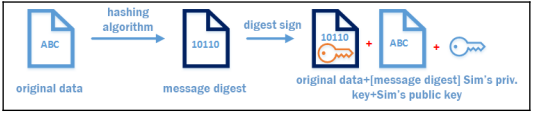 hashing
algorithm
digest sign
ABC
10110
10110
+
ABC
+
original data
message digest
original data+[message digest] Sim's priv.
key+Sim's public key